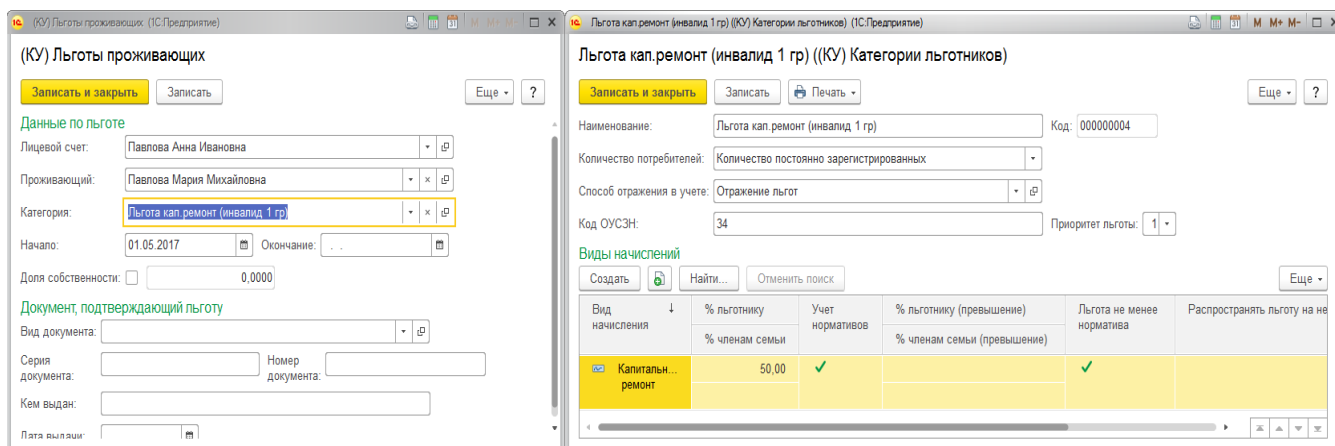 (КУ) Льготы проживающих (1С:Предприятие)
M M+ M-
(КУ) Льготы проживающих
Записать и закрыть Записать Еще ?
Данные по льготе
Лицевой счет: Павлова Анна Ивановна
Проживающий: Павлова Мария Михайловна
Категория: Льгота кап.ремонт (инвалид 1 гр)
Начало: 01.05.2017 Окончание: . .
Доля собственности: 0,0000
Документ, подтверждающий льготу
Вид документа:
Серия документа: Номер документа:
Кем выдан:
Дата выдачи:
Льгота кап.ремонт (инвалид 1 гр) ((КУ) Категории льготников) (1С:Предприятие)
M M+ M-
Льгота кап.ремонт (инвалид 1 гр) ((КУ) Категории льготников)
Записать и закрыть Записать Печать Еще ?
Наименование: Льгота кап.ремонт (инвалид 1 гр) Код: 000000004
Количество потребителей: Количество постоянно зарегистрированных
Способ отражения в учете: Отражение льгот
Код ОУСЗН: 34 Приоритет льготы: 1
Виды начислений
Создать Найти... Отменить поиск Еще
Вид начисления ↓ % льготнику Учет нормативов % льготнику (превышение) Льгота не менее норматива Распространять льготу на не
% членам семьи % членам семьи (превышение)
Капитальн... ремонт 50,00